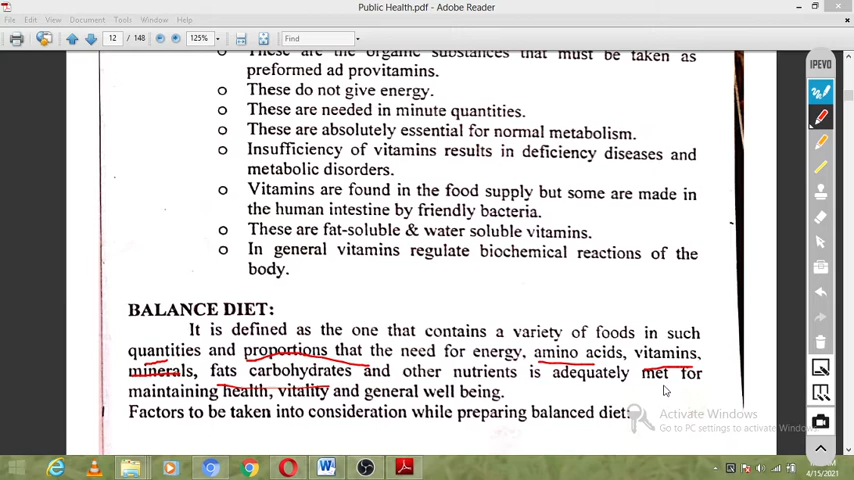 Public Health.pdf - Adobe Reader
File Edit View Document Tools Window Help
12 / 148 125% Find
IPEVO
These are the organic substances that must be taken as
preformed ad provitamins.
o These do not give energy.
o These are needed in minute quantities.
o These are absolutely essential for normal metabolism.
o Insufficiency of vitamins results in deficiency diseases and
metabolic disorders.
o Vitamins are found in the food supply but some are made in
the human intestine by friendly bacteria.
o These are fat-soluble & water soluble vitamins.
o In general vitamins regulate biochemical reactions of the
body.
BALANCE DIET:
It is defined as the one that contains a variety of foods in such
quantities and proportions that the need for energy, amino acids, vitamins,
minerals, fats carbohydrates and other nutrients is adequately met for
maintaining health, vitality and general well being.
Factors to be taken into consideration while preparing balanced diet:
Activate Windows
Go to PC settings to activate Windows.
4/15/2021